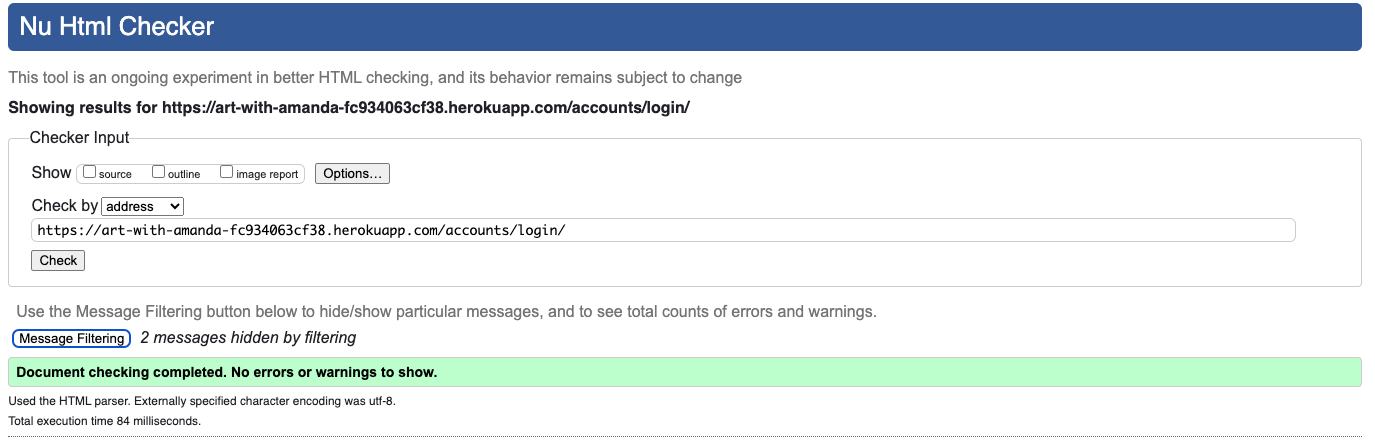 Nu Html Checker
This tool is an ongoing experiment in better HTML checking, and its behavior remains subject to change
Showing results for https://art-with-amanda-fc934063cf38.herokuapp.com/accounts/login/
Checker Input
Show source outline image report Options...
Check by address
https://art-with-amanda-fc934063cf38.herokuapp.com/accounts/login/
Check
Use the Message Filtering button below to hide/show particular messages, and to see total counts of errors and warnings.
Message Filtering 2 messages hidden by filtering
Document checking completed. No errors or warnings to show.
Used the HTML parser. Externally specified character encoding was utf-8.
Total execution time 84 milliseconds.